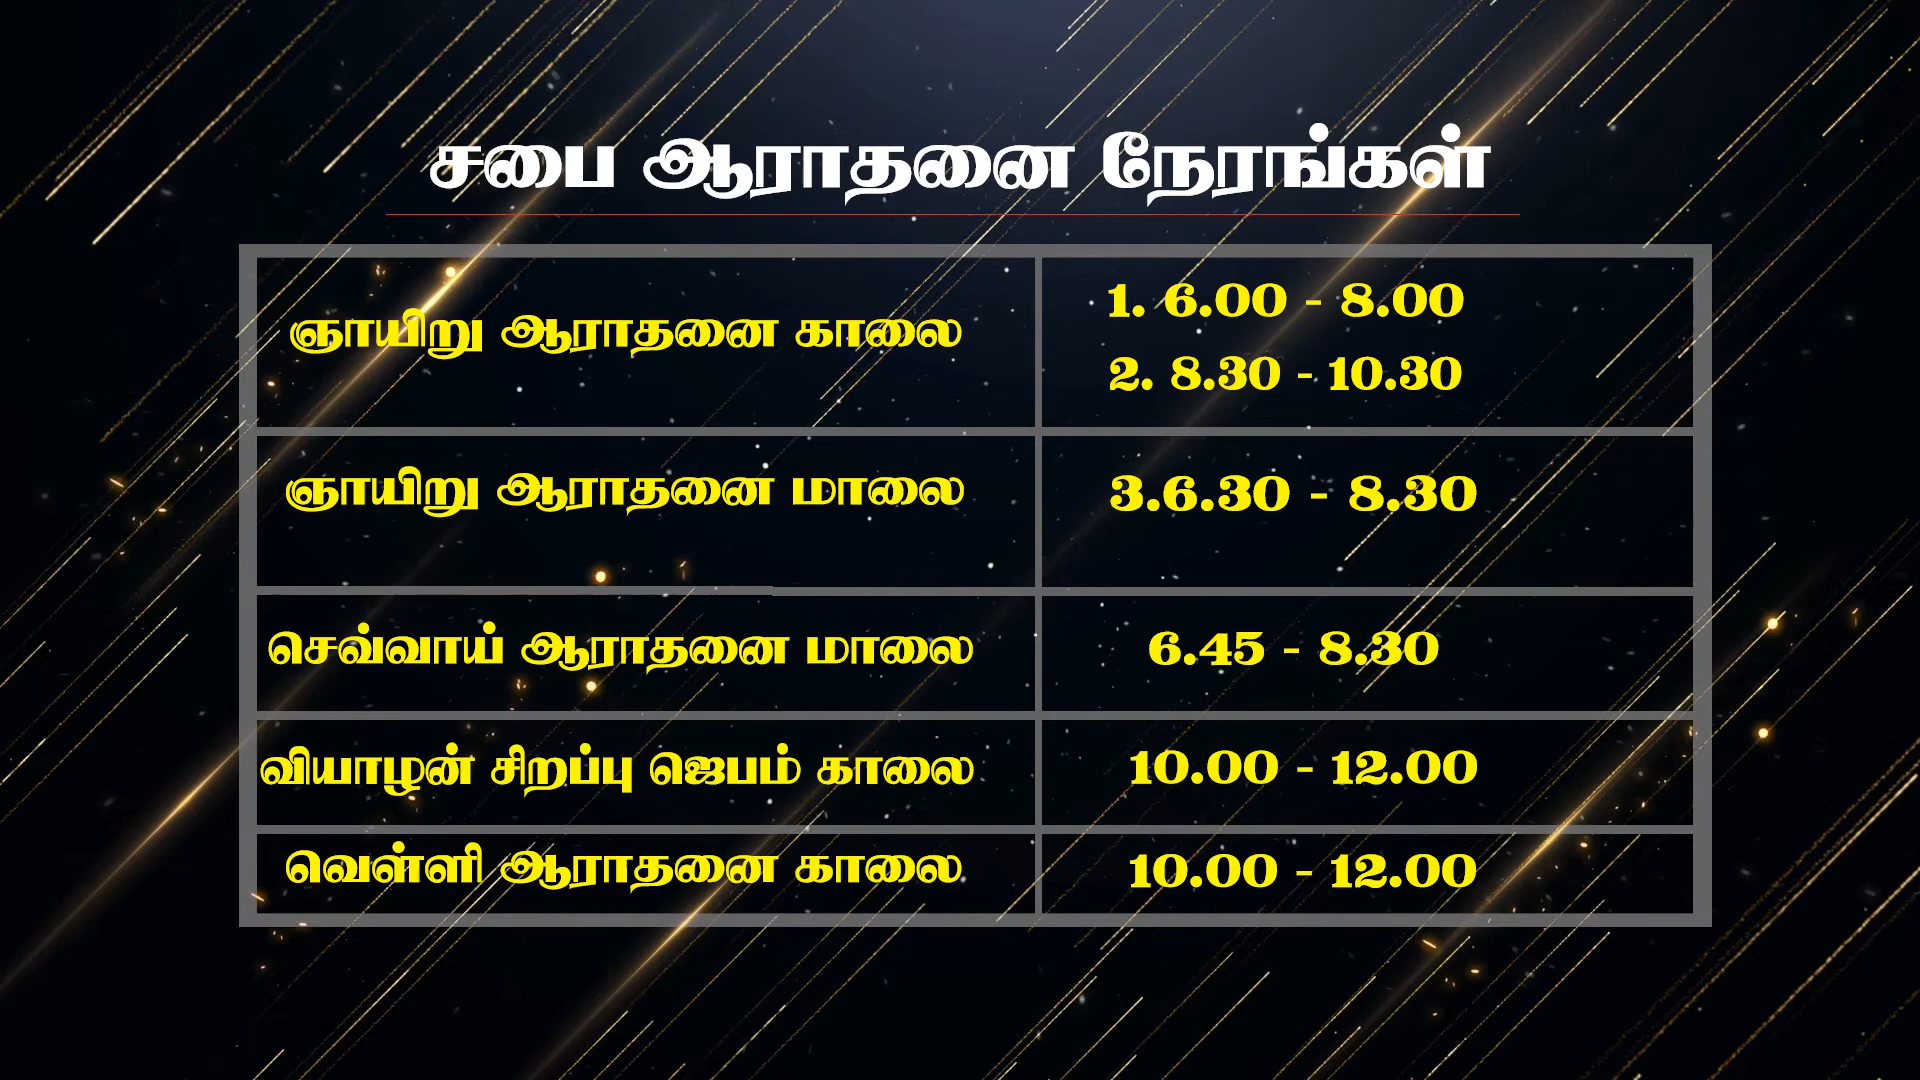 சபை ஆராதனை நேரங்கள்
ஞாயிறு ஆராதனை காலை
1. 6.00 - 8.00
2. 8.30 - 10.30
ஞாயிறு ஆராதனை மாலை
3.6.30 - 8.30
செவ்வாய் ஆராதனை மாலை
6.45 - 8.30
வியாழன் சிறப்பு ஜெபம் காலை
10.00 - 12.00
வெள்ளி ஆராதனை காலை
10.00 - 12.00